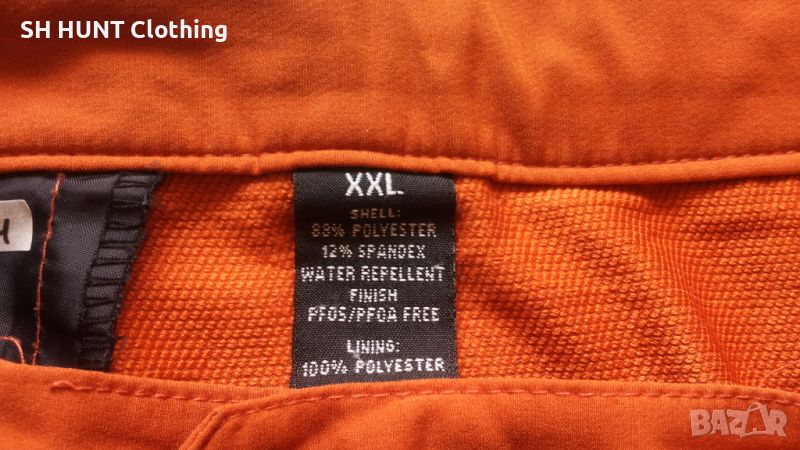 SH HUNT Clothing
XXL
SHELL:
88% POLYESTER
12% SPANDEX
WATER REPELLENT
FINISH
PFOS/PFOA FREE
LINING:
100% POLYESTER
BAZAR